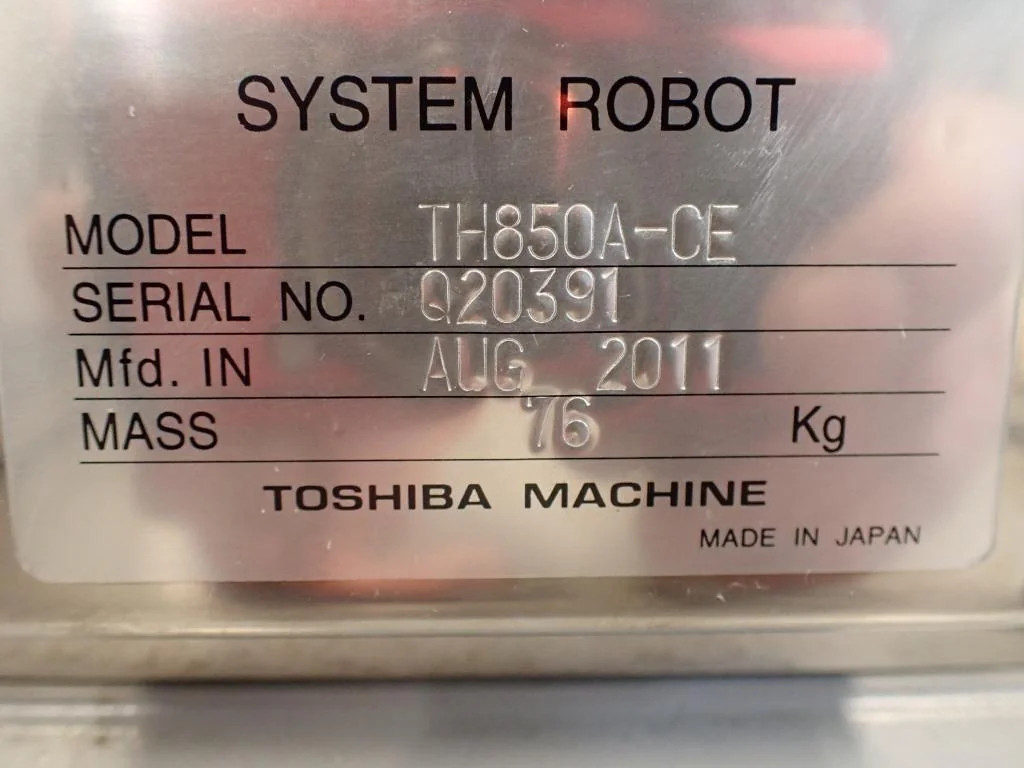 SYSTEM ROBOT
MODEL TH850A-CE
SERIAL NO. Q20391
Mfd. IN AUG 2011
MASS 76 Kg
TOSHIBA MACHINE
MADE IN JAPAN